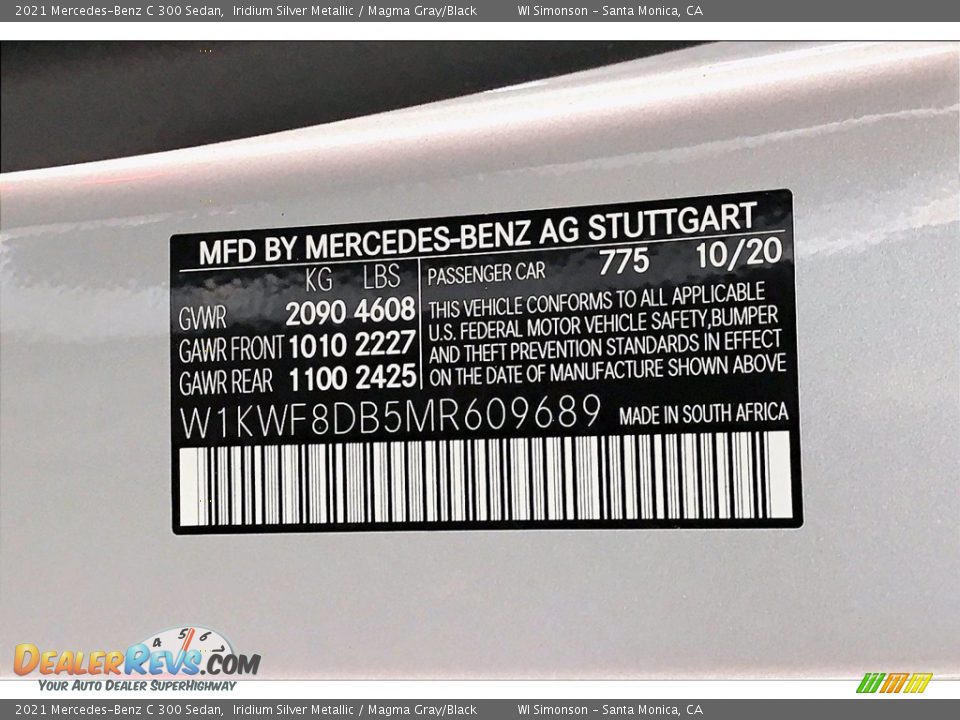 2021 Mercedes-Benz C 300 Sedan, Iridium Silver Metallic / Magma Gray/Black WI Simonson - Santa Monica, CA
MFD BY MERCEDES-BENZ AG STUTTGART
KG LBS
GVWR 2090 4608
GAWR FRONT 1010 2227
GAWR REAR 1100 2425
PASSENGER CAR 775 10/20
THIS VEHICLE CONFORMS TO ALL APPLICABLE
U.S. FEDERAL MOTOR VEHICLE SAFETY,BUMPER
AND THEFT PREVENTION STANDARDS IN EFFECT
ON THE DATE OF MANUFACTURE SHOWN ABOVE
W1KWF8DB5MR609689 MADE IN SOUTH AFRICA
4 5 6
DEALERREVS.COM
YOUR AUTO DEALER SUPERHIGHWAY
2021 Mercedes-Benz C 300 Sedan, Iridium Silver Metallic / Magma Gray/Black WI Simonson - Santa Monica, CA